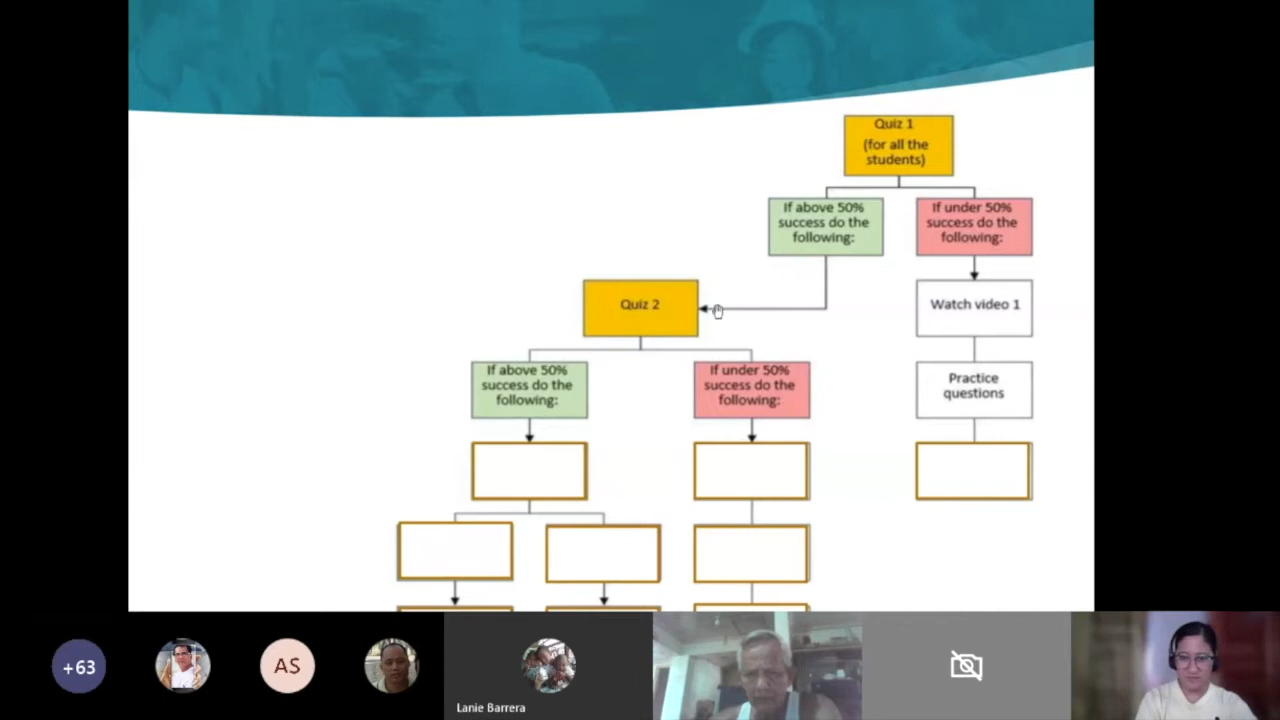 Quiz 1
(for all the
students)
If above 50%
success do the
following:
If under 50%
success do the
following:
Quiz 2
Watch video 1
If above 50%
success do the
following:
If under 50%
success do the
following:
Practice
questions
+63
AS
Lanie Barrera